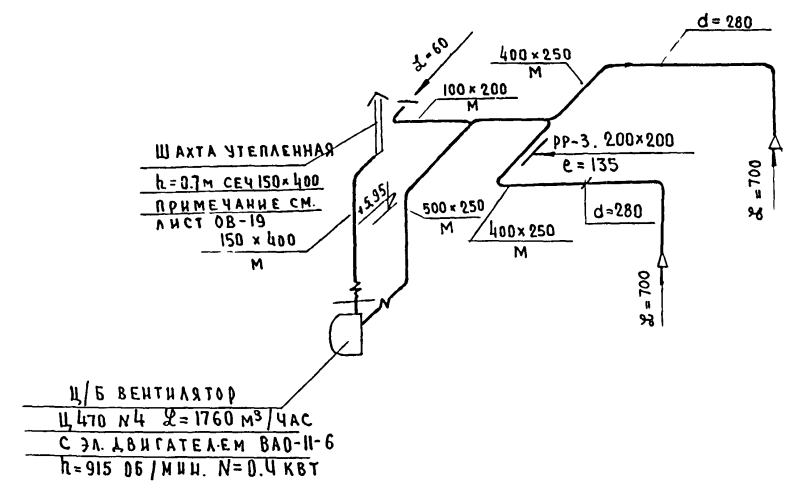 d=280
L=60
400×250
М
100×200
М
ШАХТА УТЕПЛЕННАЯ
h=0.7м СЕЧ 150×400
ПРИМЕЧАНИЕ СМ.
ЛИСТ ОВ-19
150 × 400
М
РР-3. 200×200
е=135
+5.95
500×250
М
400×250
М
d=280
=700
=700
Ц/Б ВЕНТИЛЯТОР
Ц470 N4 L=1760 М³/ЧАС
С ЭЛ. ДВИГАТЕЛЕМ ВАО-11-6
h=915 ОБ/МИН. N=0.4 КВТ